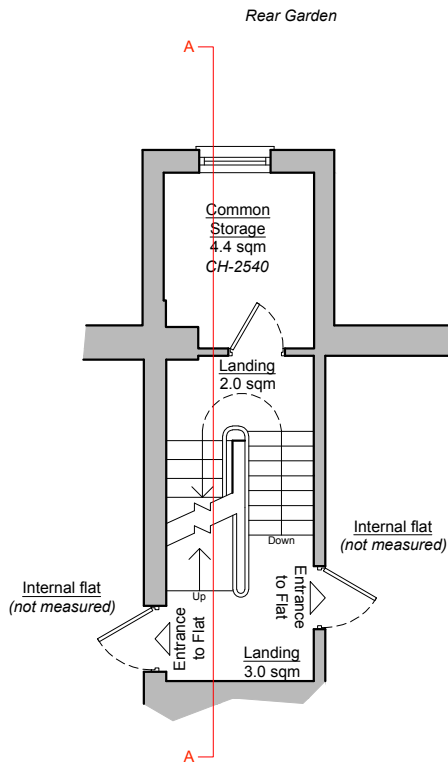 Rear Garden
A
Common
Storage
4.4 sqm
CH-2540
Landing
2.0 sqm
Internal flat
(not measured)
Down
Up
Internal flat
(not measured)
Entrance
to Flat
Entrance
to Flat
Landing
3.0 sqm
A